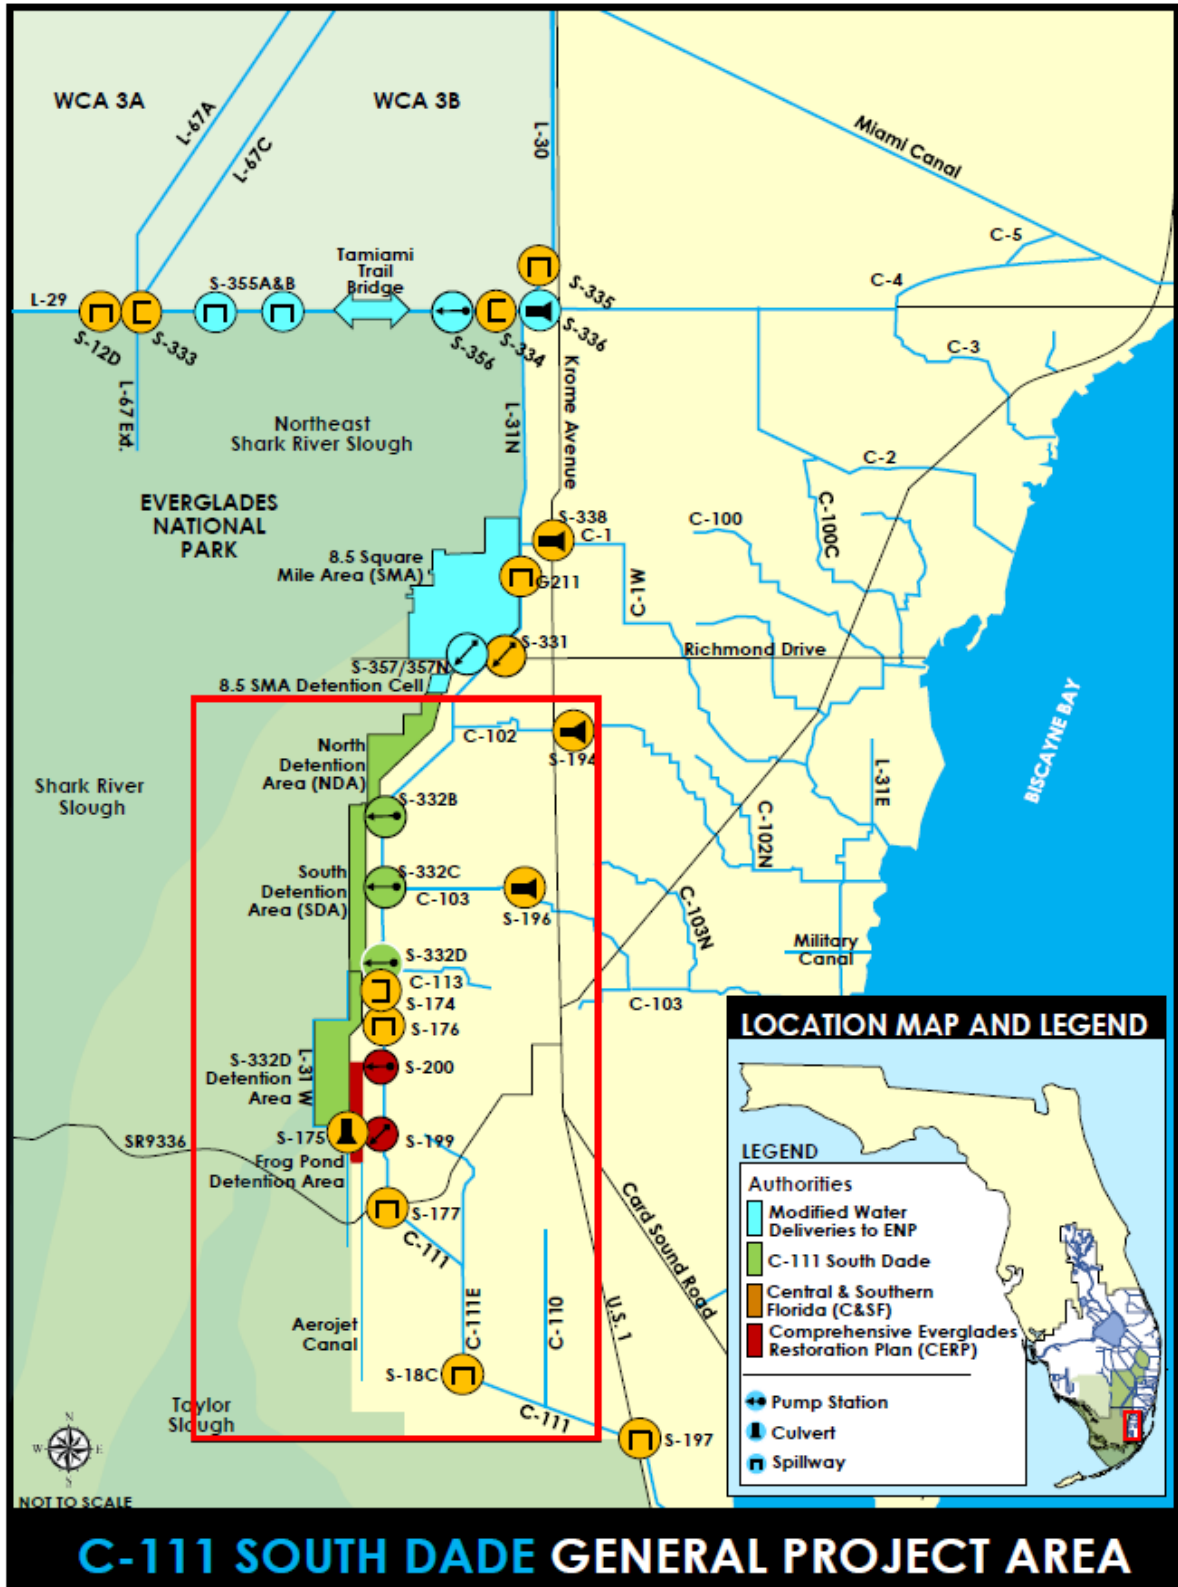 WCA 3A
WCA 3B
L-67A
L-67C
L-30
Miami Canal
C-5
C-4
C-3
Tamiami
Trail
Bridge
S-355A&B
L-29
S-12D
S-333
S-356
S-334
S-335
S-336
L-67 Ext.
L-31N
Krome Avenue
Northeast
Shark River Slough
EVERGLADES
NATIONAL
PARK
C-2
C-100
C-100C
S-338
C-1
8.5 Square
Mile Area (SMA)
G211
C-1W
S-331
Richmond Drive
S-357/357N
8.5 SMA Detention Cell
C-102
S-194
North
Detention
Area (NDA)
Shark River
Slough
S-332B
L-31E
BISCAYNE BAY
C-102N
South
Detention
Area (SDA)
S-332C
C-103
S-196
C-103N
Military
Canal
S-332D
C-113
S-174
C-103
S-176
S-332D
Detention
Area
L-31 W
S-200
S-175
S-199
SR9336
Frog Pond
Detention Area
S-177
C-111
Card Sound Road
C-111E
C-110
U.S. 1
Aerojet
Canal
S-18C
Taylor
Slough
C-111
S-197
N
W
E
S
NOT TO SCALE
LOCATION MAP AND LEGEND
LEGEND
Authorities
Modified Water
Deliveries to ENP
C-111 South Dade
Central & Southern
Florida (C&SF)
Comprehensive Everglades
Restoration Plan (CERP)
Pump Station
Culvert
Spillway
C-111 SOUTH DADE GENERAL PROJECT AREA